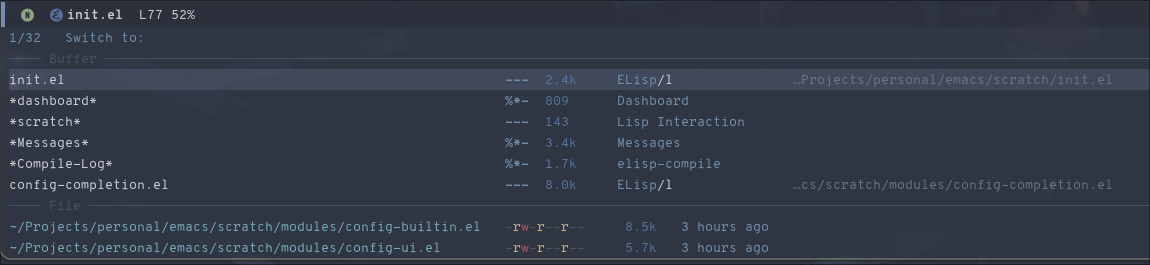 N init.el L77 52%
1/32 Switch to:
Buffer
init.el --- 2.4k ELisp/l …Projects/personal/emacs/scratch/init.el
*dashboard* %*- 809 Dashboard
*scratch* --- 143 Lisp Interaction
*Messages* %*- 3.4k Messages
*Compile-Log* %*- 1.7k elisp-compile
config-completion.el --- 8.0k ELisp/l …cs/scratch/modules/config-completion.el
File
~/Projects/personal/emacs/scratch/modules/config-builtin.el -rw-r--r-- 8.5k 3 hours ago
~/Projects/personal/emacs/scratch/modules/config-ui.el -rw-r--r-- 5.7k 3 hours ago